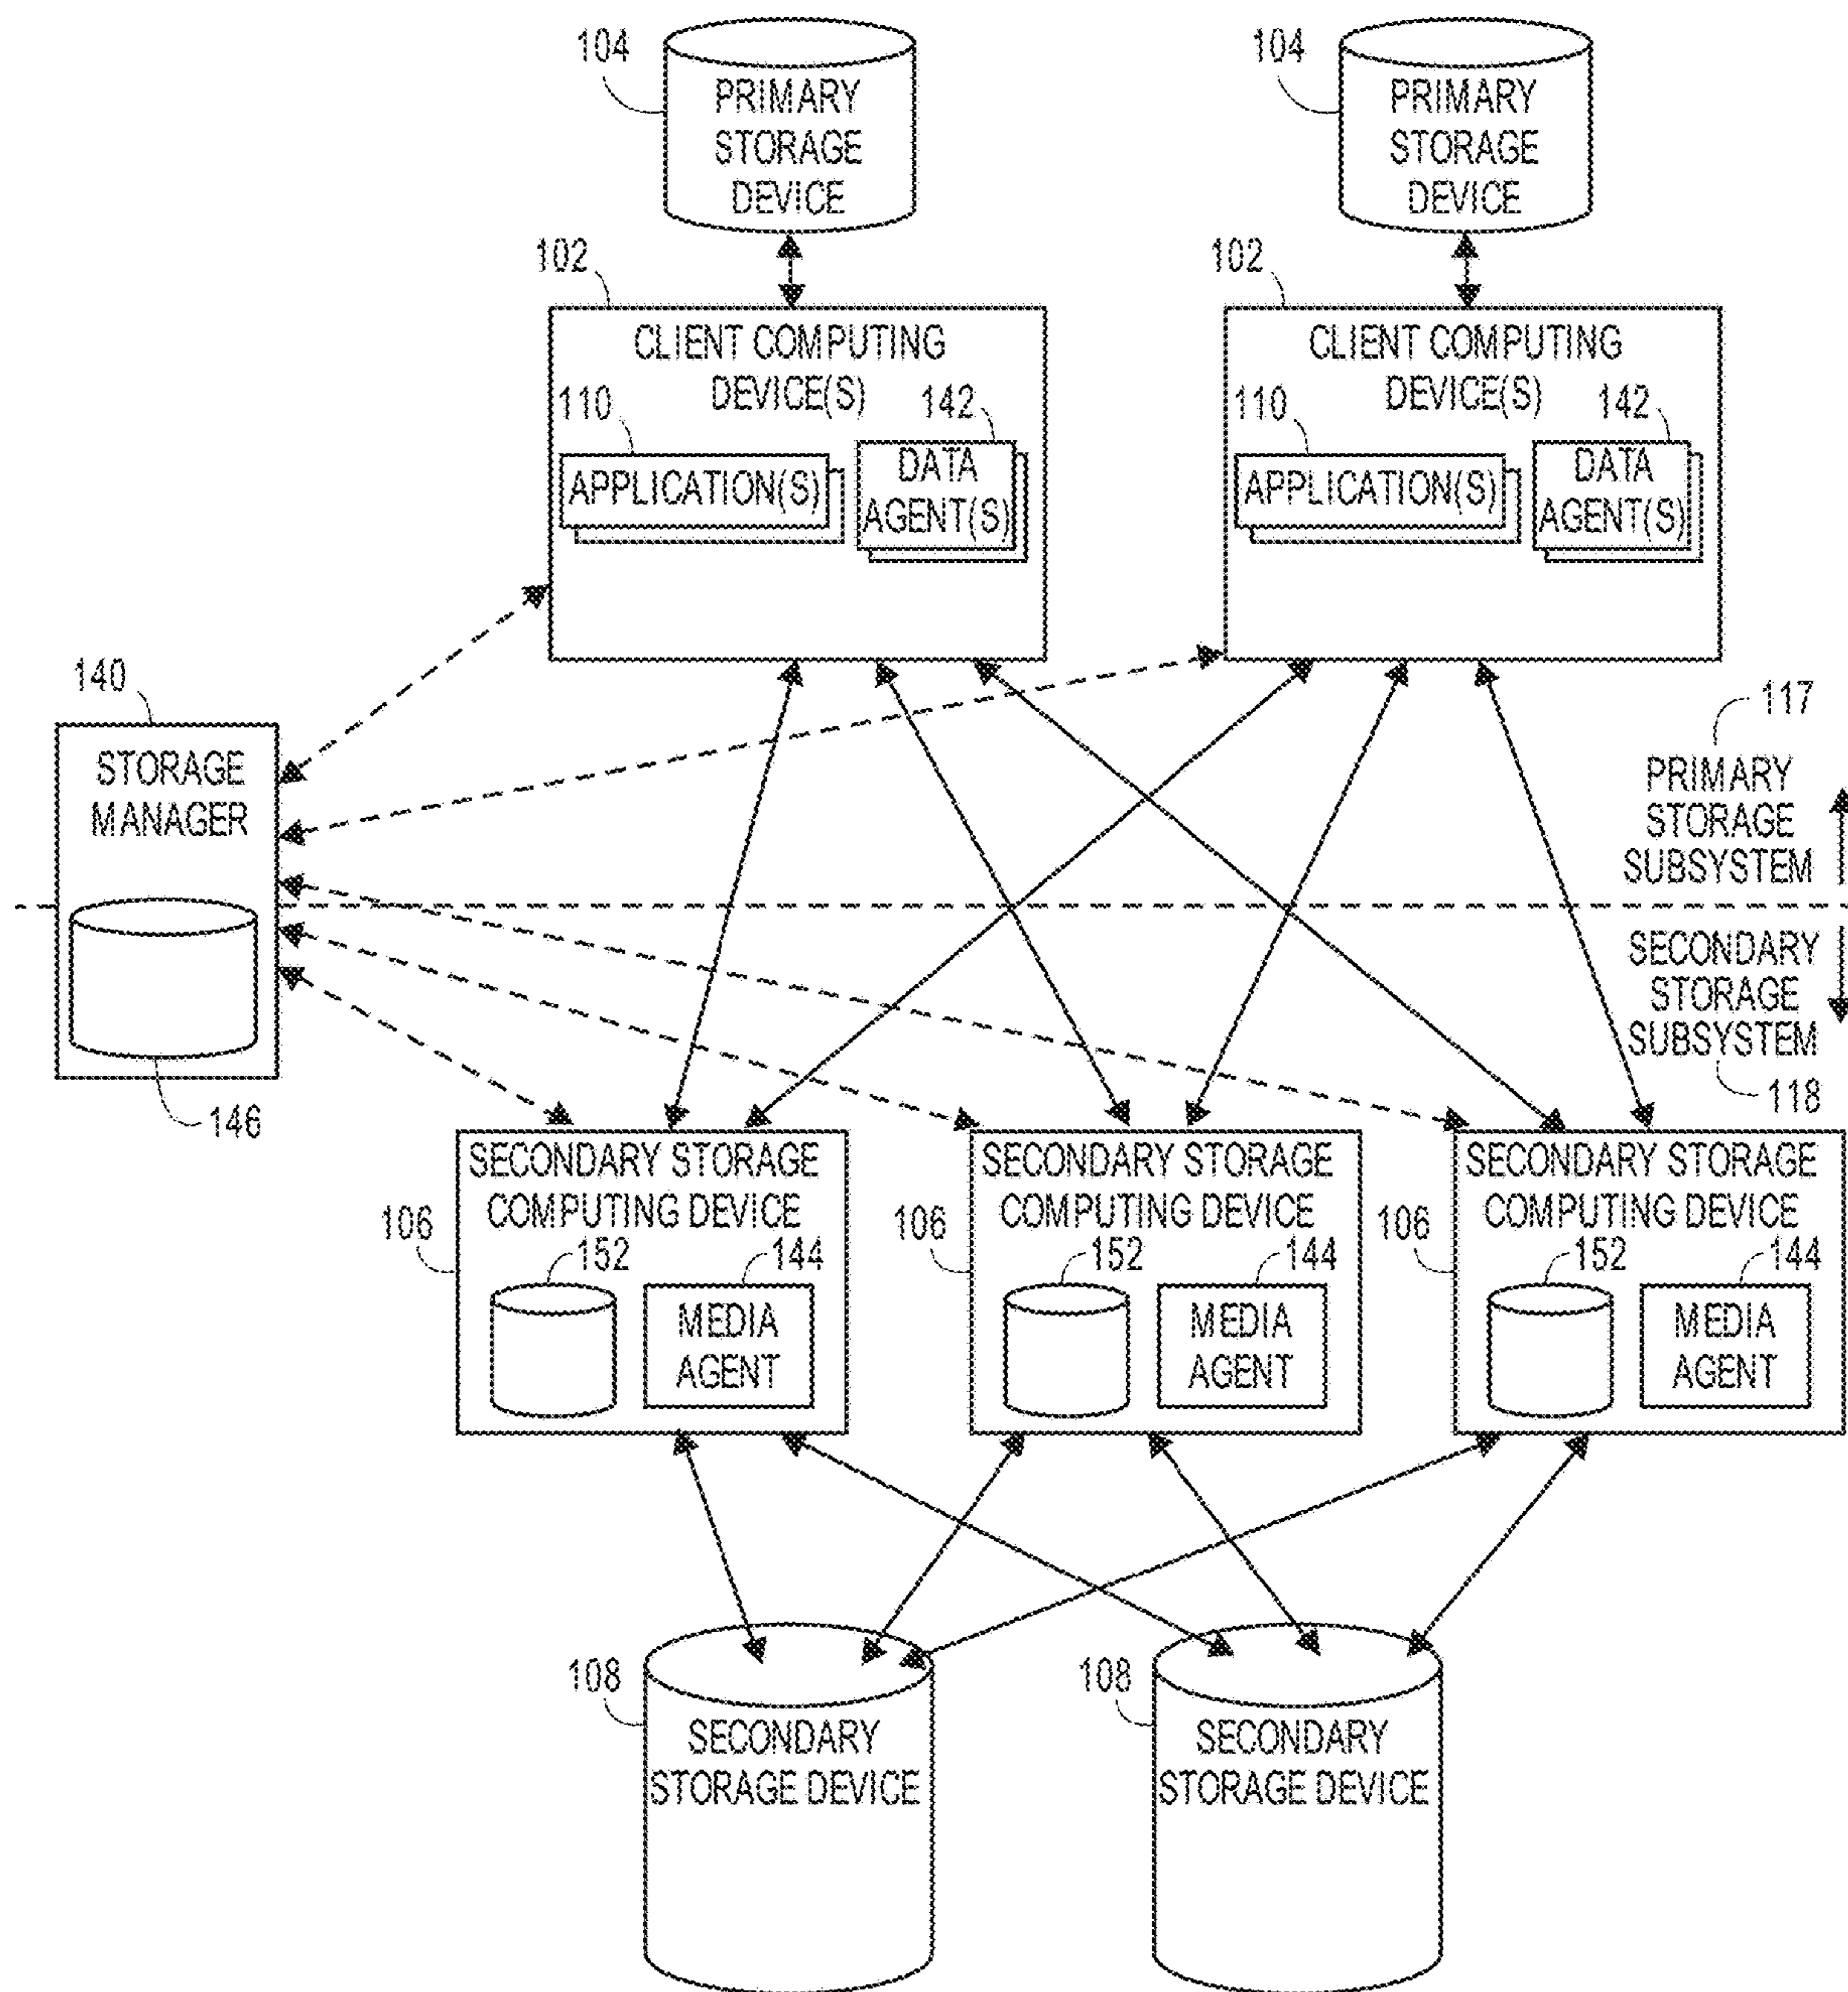 104
PRIMARY
STORAGE
DEVICE
104
PRIMARY
STORAGE
DEVICE
102
CLIENT COMPUTING
DEVICE(S)
110
APPLICATION(S)
142
DATA
AGENT(S)
102
CLIENT COMPUTING
DEVICE(S)
110
APPLICATION(S)
142
DATA
AGENT(S)
140
STORAGE
MANAGER
146
117
PRIMARY
STORAGE
SUBSYSTEM
SECONDARY
STORAGE
SUBSYSTEM
118
106
SECONDARY STORAGE
COMPUTING DEVICE
152
144
MEDIA
AGENT
106
SECONDARY STORAGE
COMPUTING DEVICE
152
144
MEDIA
AGENT
106
SECONDARY STORAGE
COMPUTING DEVICE
152
144
MEDIA
AGENT
108
SECONDARY
STORAGE DEVICE
108
SECONDARY
STORAGE DEVICE